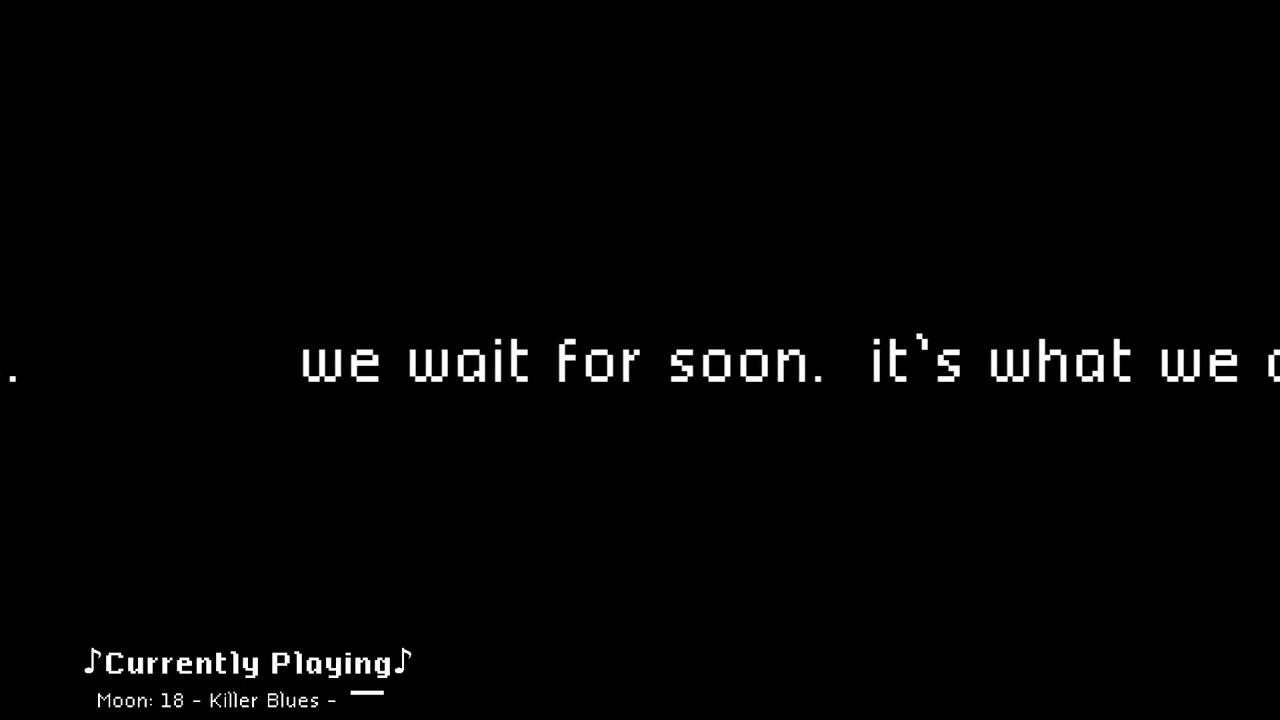 . we wait for soon. it's what we
♪Currently Playing♪
Moon: 18 - Killer Blues -